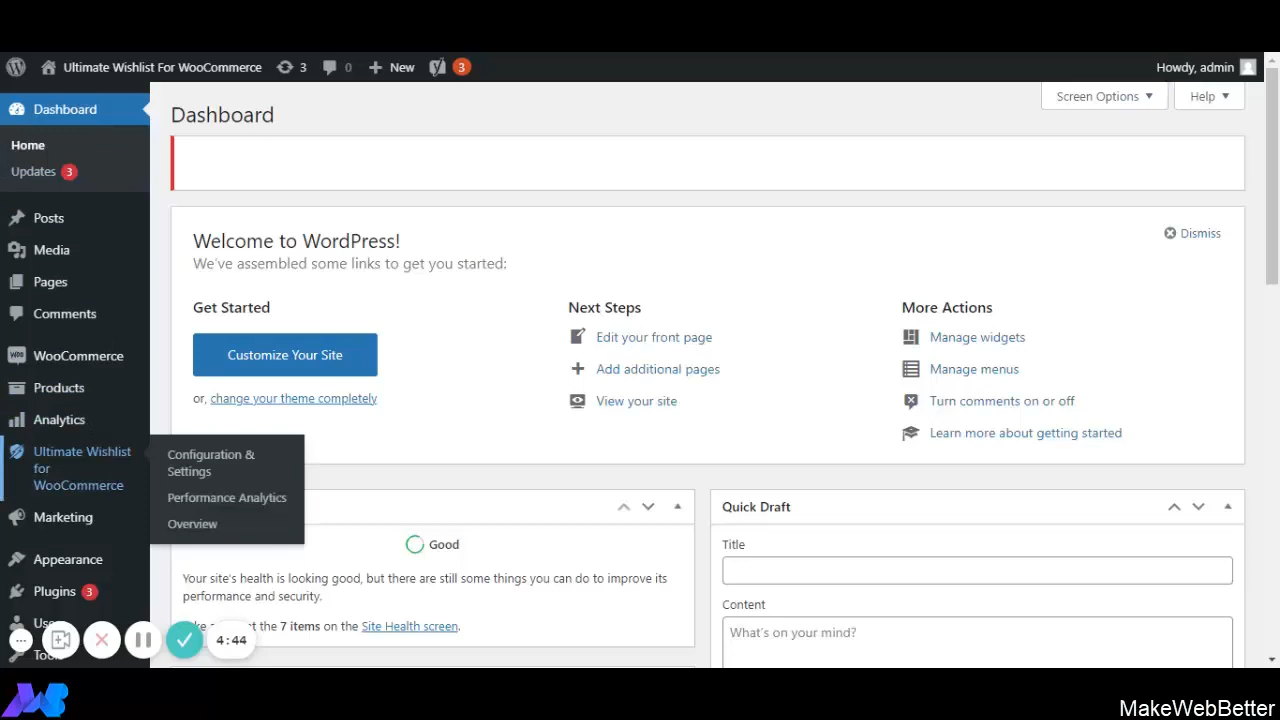 Ultimate Wishlist For WooCommerce 3 0 New 3 Howdy, admin
Dashboard
Home
Updates 3
Posts
Media
Pages
Comments
WooCommerce
Products
Analytics
Ultimate Wishlist
for
WooCommerce
Marketing
Appearance
Plugins 3
Configuration &
Settings
Performance Analytics
Overview
4:44
Screen Options Help
Dashboard
Welcome to WordPress!
Dismiss
We've assembled some links to get you started:
Get Started
Customize Your Site
or, change your theme completely
Next Steps
Edit your front page
Add additional pages
View your site
More Actions
Manage widgets
Manage menus
Turn comments on or off
Learn more about getting started
Good
Your site's health is looking good, but there are still some things you can do to improve its
performance and security.
the 7 items on the Site Health screen.
Quick Draft
Title
Content
What's on your mind?
MakeWebBetter